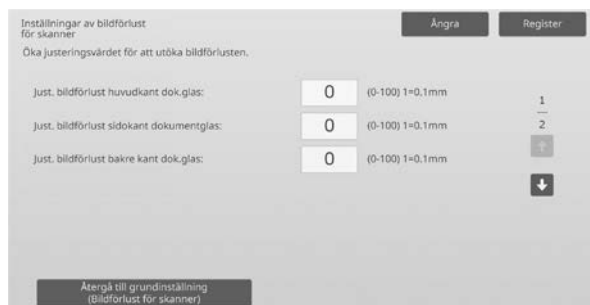 Inställningar av bildförlust
för skanner
Ångra
Register
Öka justeringsvärdet för att utöka bildförlusten.
Just. bildförlust huvudkant dok.glas:
0
(0-100) 1=0.1mm
Just. bildförlust sidokant dokumentglas:
0
(0-100) 1=0.1mm
Just. bildförlust bakre kant dok.glas:
0
(0-100) 1=0.1mm
1
2
Återgå till grundinställning
(Bildförlust för skanner)